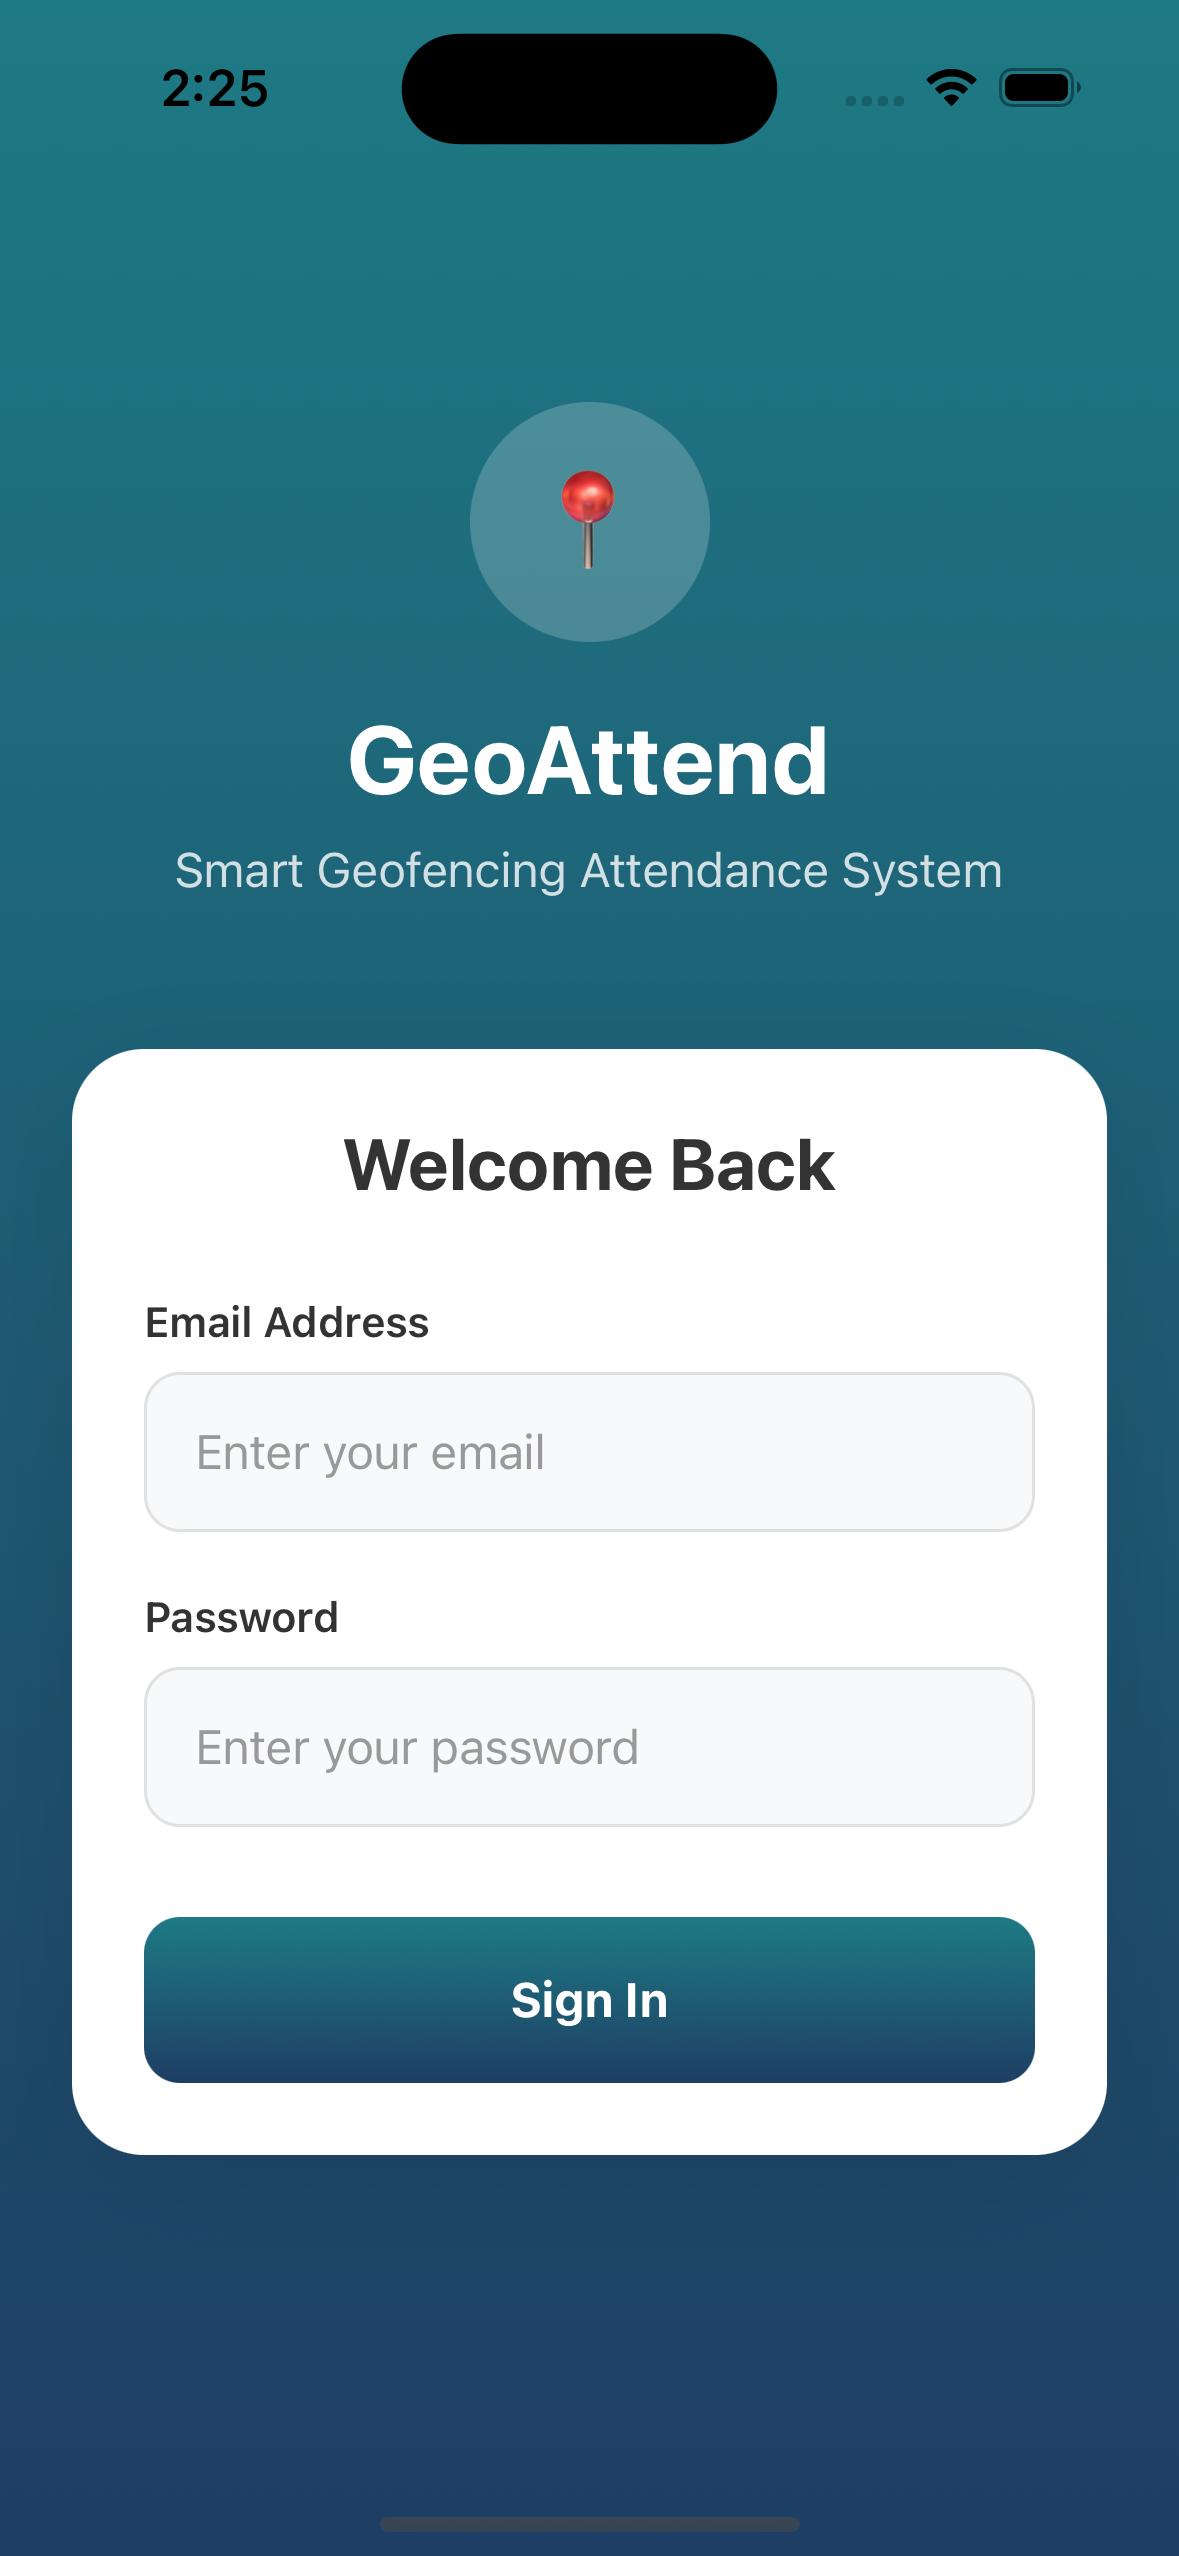 2:25
GeoAttend
Smart Geofencing Attendance System
Welcome Back
Email Address
Enter your email
Password
Enter your password
Sign In